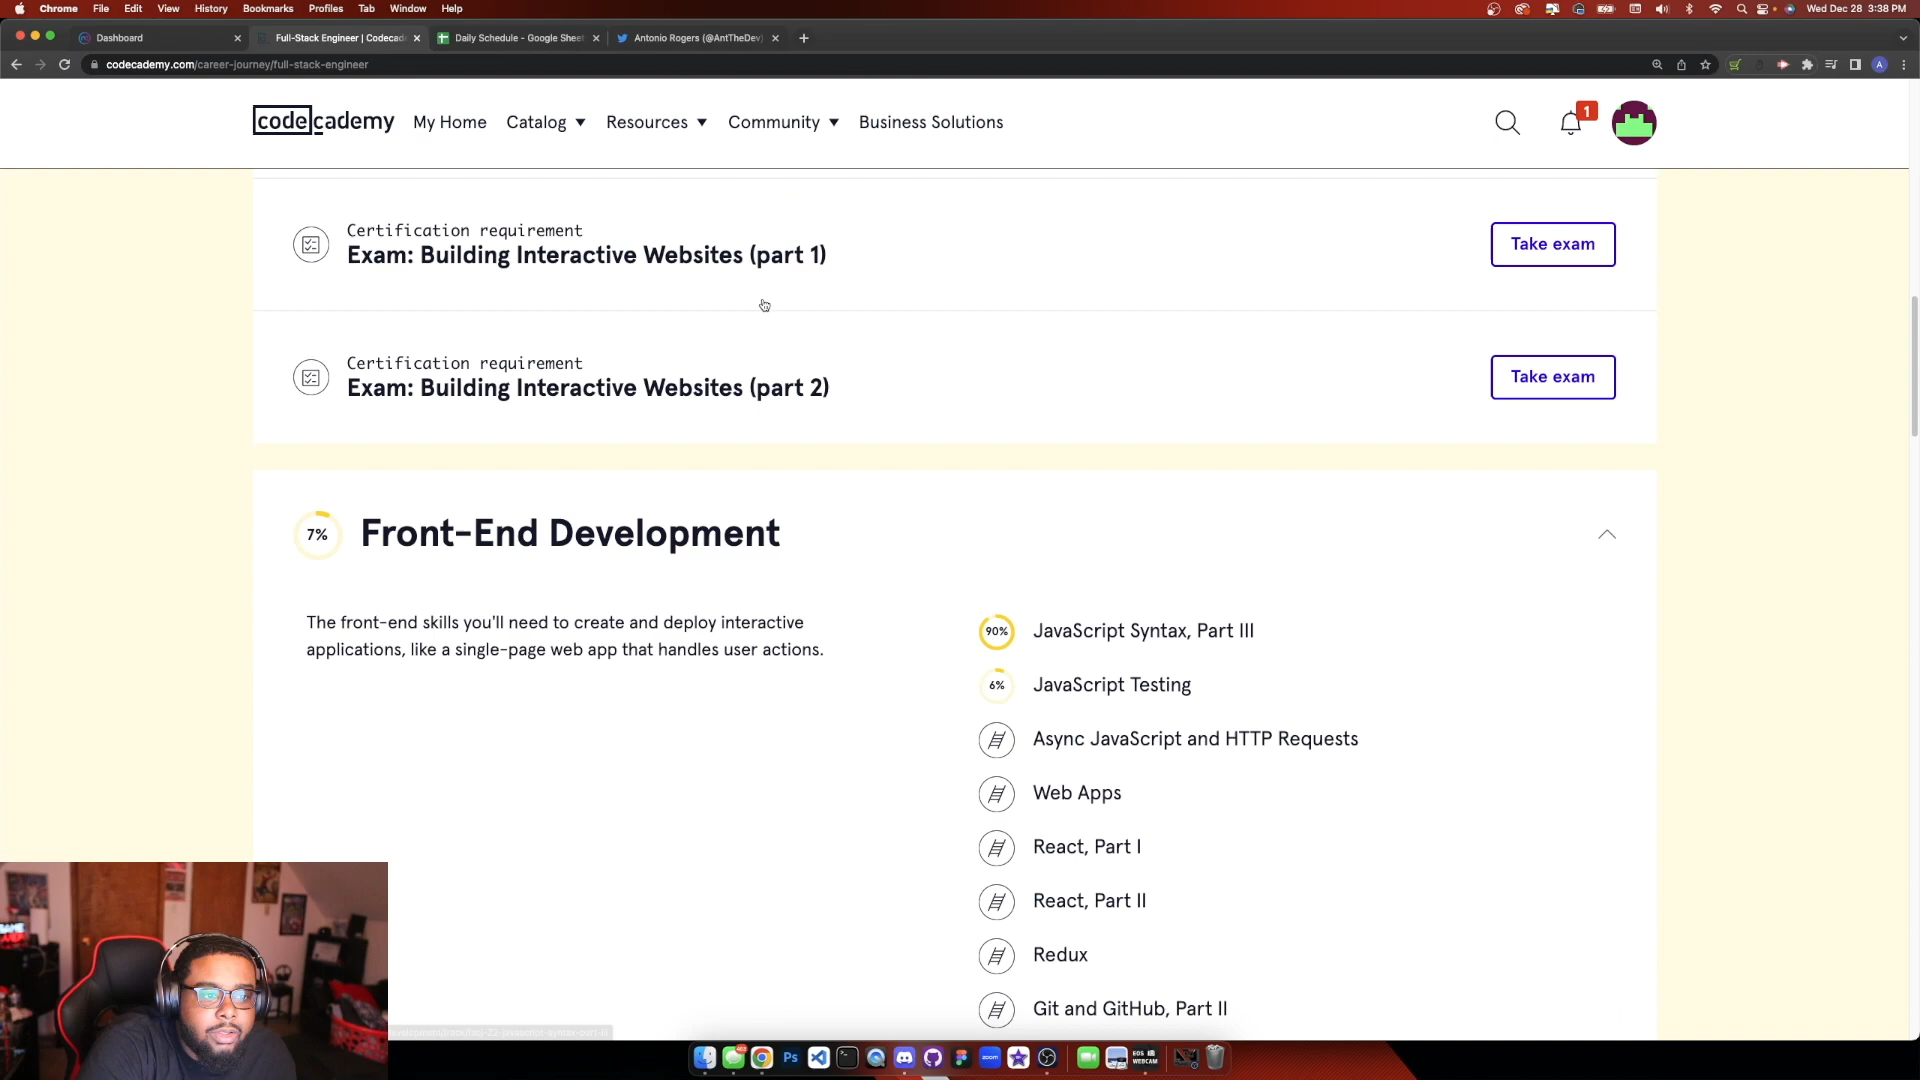 Chrome File Edit View History Bookmarks Profiles Tab Window Help
Wed Dec 28 3:38 PM
Dashboard
Full-Stack Engineer | Codecad
Daily Schedule - Google Sheet
Antonio Rogers (@AntTheDev)
codecademy.com/career-journey/full-stack-engineer
A
codecademy
My Home
Catalog
Resources
Community
Business Solutions
1
Certification requirement
Exam: Building Interactive Websites (part 1)
Take exam
Certification requirement
Exam: Building Interactive Websites (part 2)
Take exam
7%
Front-End Development
The front-end skills you'll need to create and deploy interactive
applications, like a single-page web app that handles user actions.
90%
JavaScript Syntax, Part III
6%
JavaScript Testing
Async JavaScript and HTTP Requests
Web Apps
React, Part I
React, Part II
Redux
Git and GitHub, Part II
Ps
zoom
EOS
WEBCAM